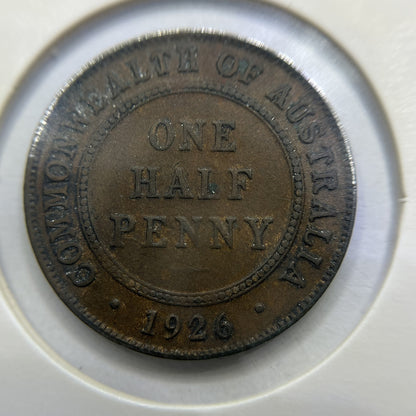 COMMONWEALTH OF AUSTRALIA
ONE
HALF
PENNY
· 1926 ·